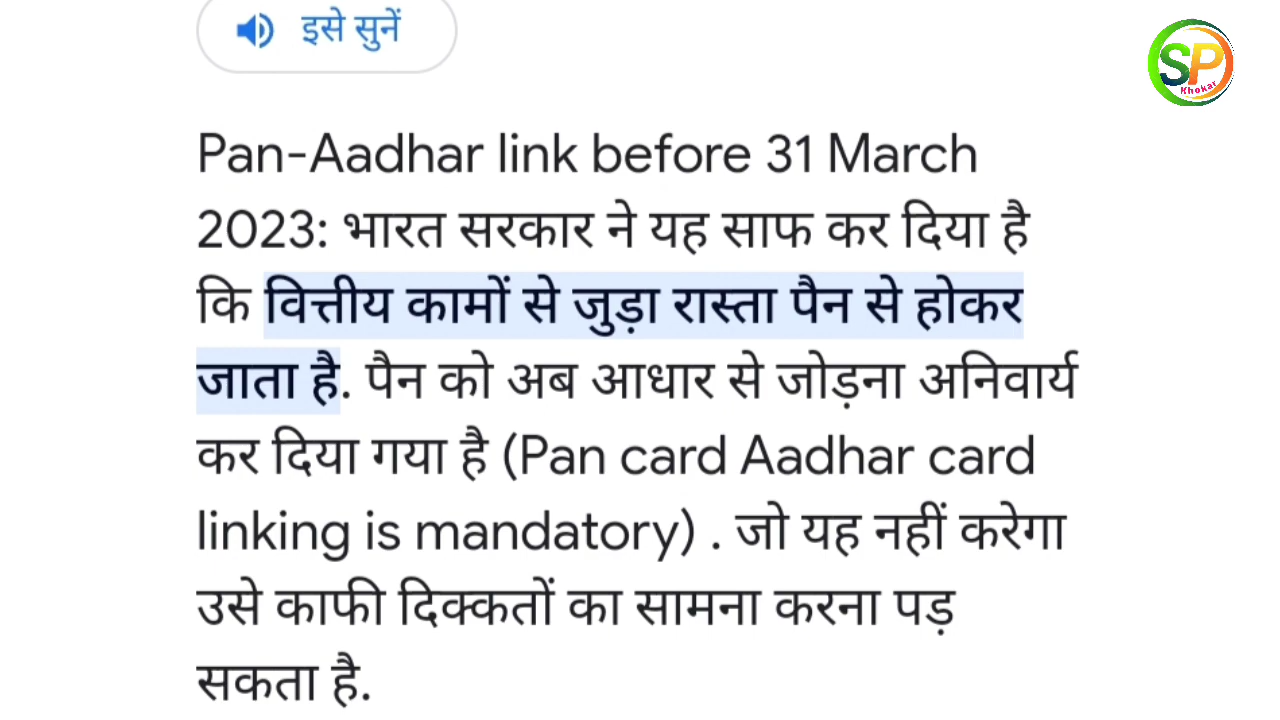 इसे सुनें
SP
Khokar
Pan-Aadhar link before 31 March
2023: भारत सरकार ने यह साफ कर दिया है
कि वित्तीय कामों से जुड़ा रास्ता पैन से होकर
जाता है. पैन को अब आधार से जोड़ना अनिवार्य
कर दिया गया है (Pan card Aadhar card
linking is mandatory) . जो यह नहीं करेगा
उसे काफी दिक्कतों का सामना करना पड़
सकता है.